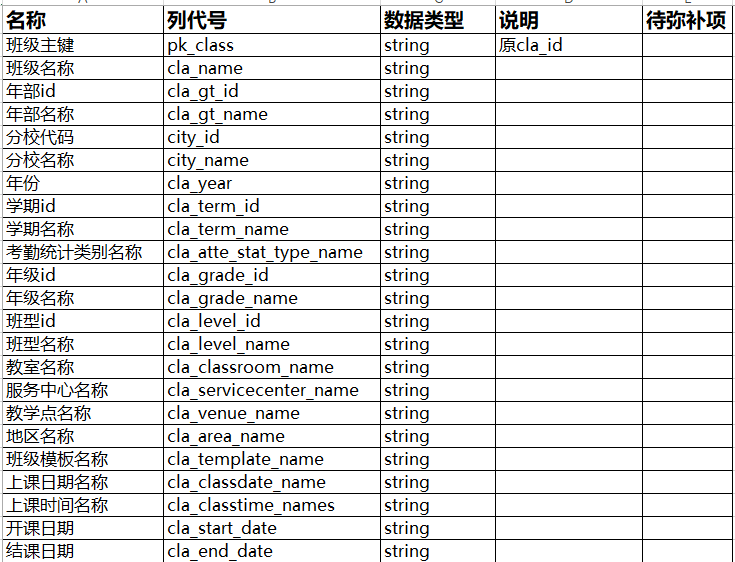 名称 列代号 数据类型 说明 待弥补项
班级主键 pk_class string 原cla_id
班级名称 cla_name string
年部id cla_gt_id string
年部名称 cla_gt_name string
分校代码 city_id string
分校名称 city_name string
年份 cla_year string
学期id cla_term_id string
学期名称 cla_term_name string
考勤统计类别名称 cla_atte_stat_type_name string
年级id cla_grade_id string
年级名称 cla_grade_name string
班型id cla_level_id string
班型名称 cla_level_name string
教室名称 cla_classroom_name string
服务中心名称 cla_servicecenter_name string
教学点名称 cla_venue_name string
地区名称 cla_area_name string
班级模板名称 cla_template_name string
上课日期名称 cla_classdate_name string
上课时间名称 cla_classtime_names string
开课日期 cla_start_date string
结课日期 cla_end_date string